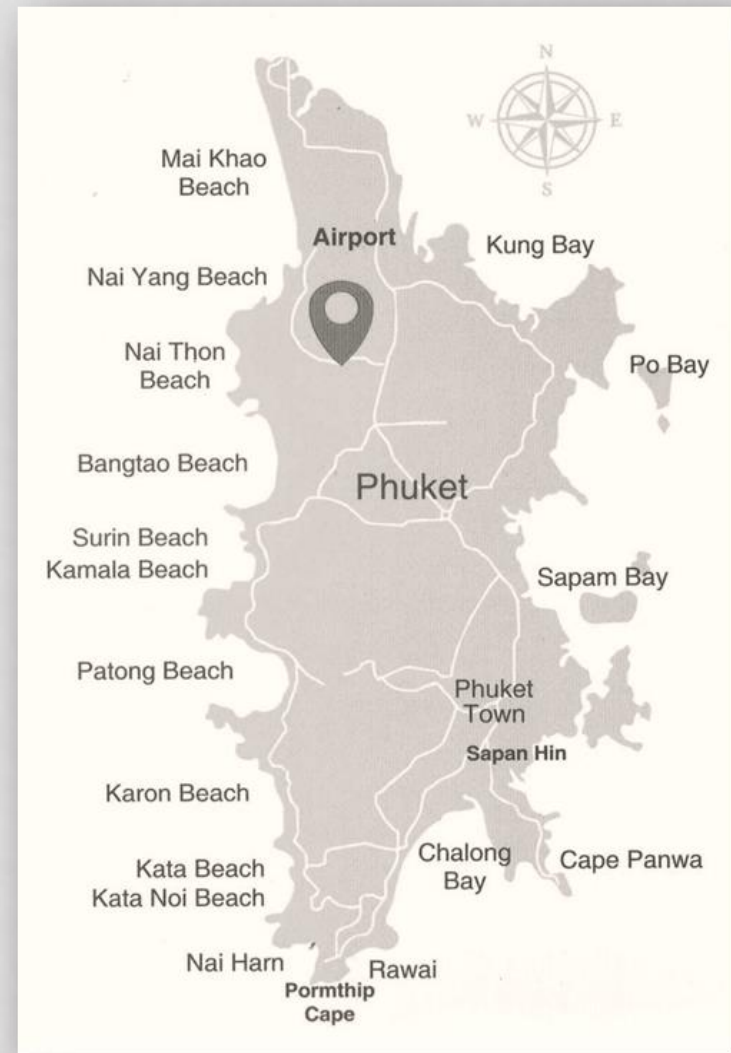 N
W E
S
Mai Khao
Beach
Airport
Kung Bay
Nai Yang Beach
Nai Thon
Beach
Po Bay
Bangtao Beach
Phuket
Surin Beach
Kamala Beach
Sapam Bay
Patong Beach
Phuket
Town
Sapan Hin
Karon Beach
Chalong
Bay
Cape Panwa
Kata Beach
Kata Noi Beach
Nai Harn
Rawai
Pormthip
Cape